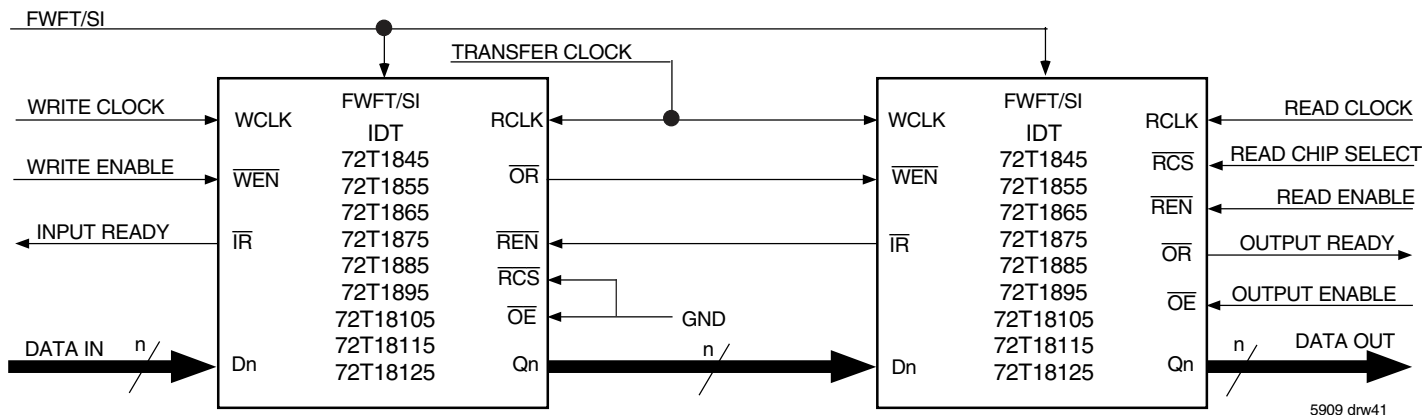 FWFT/SI
TRANSFER CLOCK
WRITE CLOCK
WRITE ENABLE
INPUT READY
DATA IN
n
FWFT/SI
IDT
72T1845
72T1855
72T1865
72T1875
72T1885
72T1895
72T18105
72T18115
72T18125
WCLK
WEN
IR
Dn
RCLK
OR
REN
RCS
OE
Qn
GND
n
FWFT/SI
IDT
72T1845
72T1855
72T1865
72T1875
72T1885
72T1895
72T18105
72T18115
72T18125
WCLK
WEN
IR
Dn
RCLK
RCS
REN
OR
OE
Qn
READ CLOCK
READ CHIP SELECT
READ ENABLE
OUTPUT READY
OUTPUT ENABLE
n
DATA OUT
5909 drw41